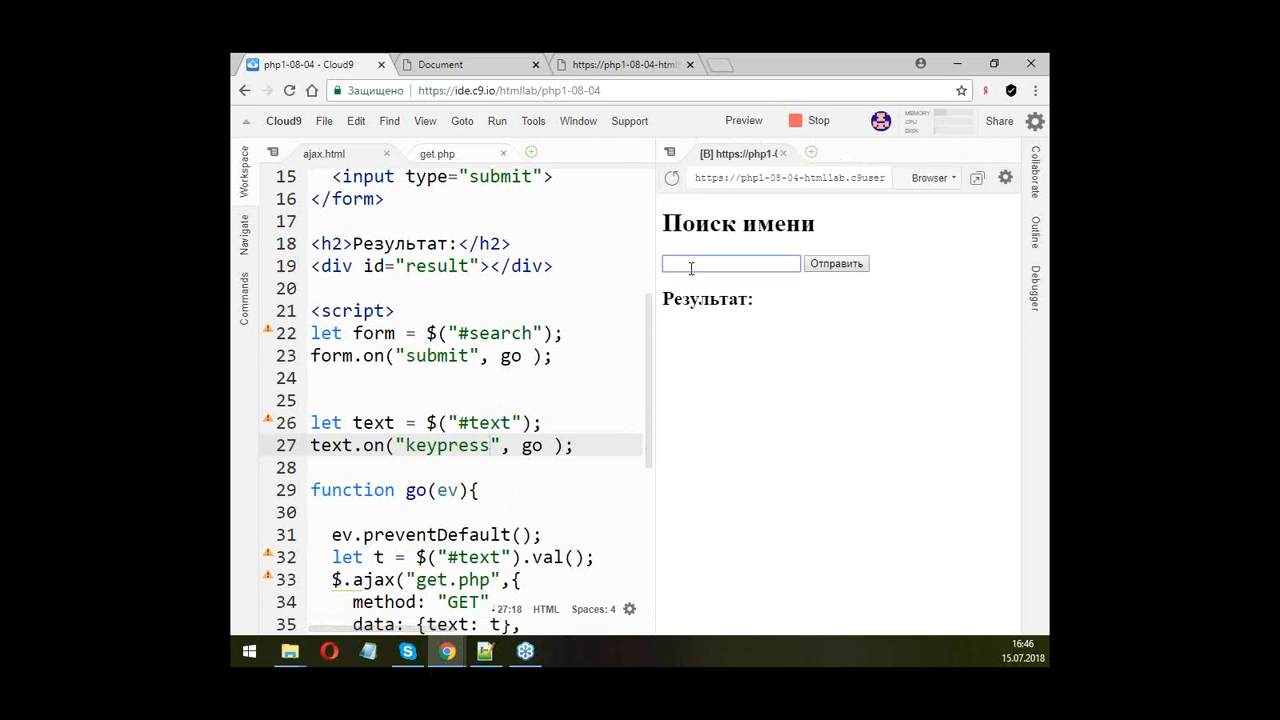 php1-08-04 - Cloud9
Document
https://php1-08-04-html
Защищено
https://ide.c9.io/htmllab/php1-08-04
Cloud9 File Edit Find View Goto Run Tools Window Support Preview Stop MEMORY CPU DISK Share
Workspace
Navigate
Commands
ajax.html
get.php
15 <input type="submit">
16 </form>
17
18 <h2>Результат:</h2>
19 <div id="result"></div>
20
21 <script>
22 let form = $("#search");
23 form.on("submit", go );
24
25
26 let text = $("#text");
27 text.on("keypress", go );
28
29 function go(ev){
30
31 ev.preventDefault();
32 let t = $("#text").val();
33 $.ajax("get.php",{
34 method: "GET"
35 data: {text: t},
27:18 HTML Spaces: 4
[B] https://php1-(
https://php1-08-04-htmllab.c9user
Browser
Поиск имени
Отправить
Результат:
Collaborate
Outline
Debugger
16:46
15.07.2018